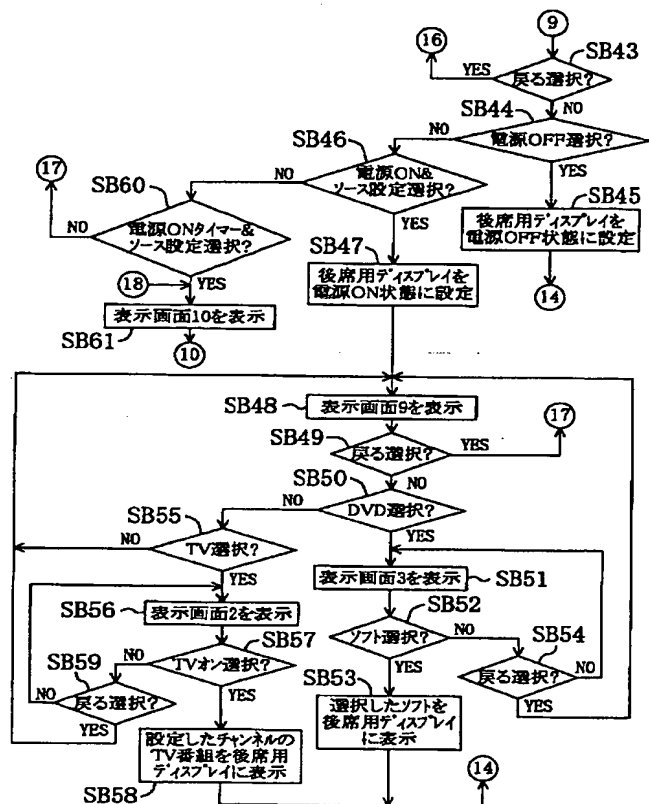 9
16
SB43
戻る選択?
YES
NO
SB44
電源OFF選択?
NO
YES
SB46
電源ON&
ソース設定選択?
NO
YES
SB45
後席用ディスプレイを
電源OFF状態に設定
14
17
SB60
電源ONタイマー&
ソース設定選択?
NO
YES
18
SB47
後席用ディスプレイを
電源ON状態に設定
表示画面10を表示
SB61
10
SB48
表示画面9を表示
17
SB49
戻る選択?
YES
NO
SB50
DVD選択?
NO
YES
SB55
TV選択?
NO
YES
表示画面3を表示
SB51
SB56
表示画面2を表示
SB52
ソフト選択?
NO
YES
SB57
TVオン選択?
NO
YES
SB54
戻る選択?
NO
YES
SB59
戻る選択?
NO
YES
SB53
選択したソフトを
後席用ディスプレイ
に表示
設定したチャンネルの
TV番組を後席用
ディスプレイに表示
SB58
14